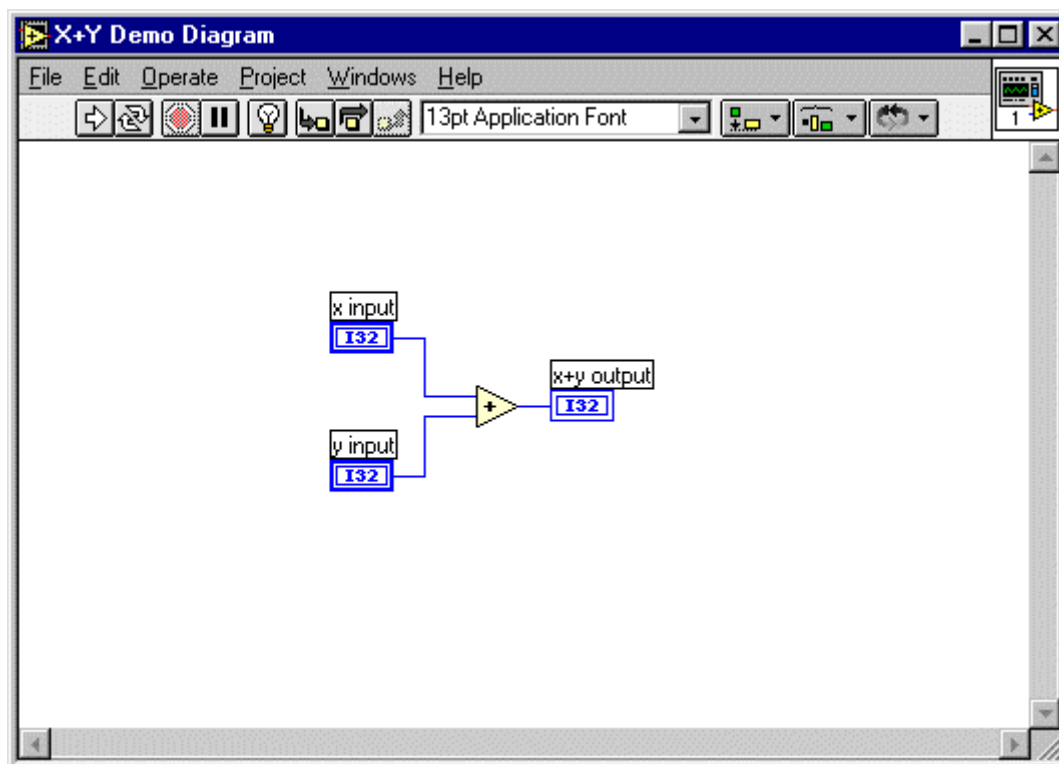 X+Y Demo Diagram
File Edit Operate Project Windows Help
13pt Application Font
1
x input
I32
x+y output
+
I32
y input
I32